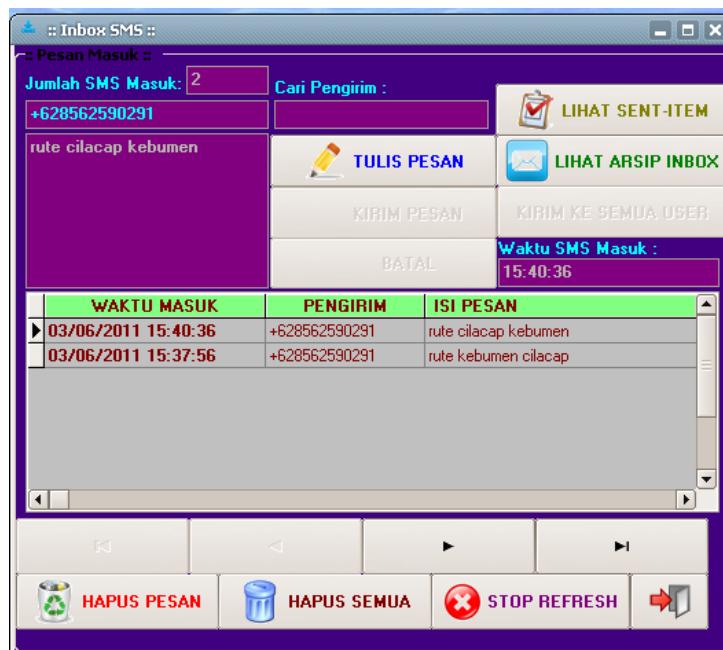 :: Inbox SMS ::
:: Pesan Masuk ::
Jumlah SMS Masuk: 2
Cari Pengirim :
+628562590291
LIHAT SENT-ITEM
rute cilacap kebumen
TULIS PESAN
LIHAT ARSIP INBOX
KIRIM PESAN
KIRIM KE SEMUA USER
BATAL
Waktu SMS Masuk :
15:40:36
WAKTU MASUK PENGIRIM ISI PESAN
03/06/2011 15:40:36 +628562590291 rute cilacap kebumen
03/06/2011 15:37:56 +628562590291 rute kebumen cilacap
HAPUS PESAN
HAPUS SEMUA
STOP REFRESH